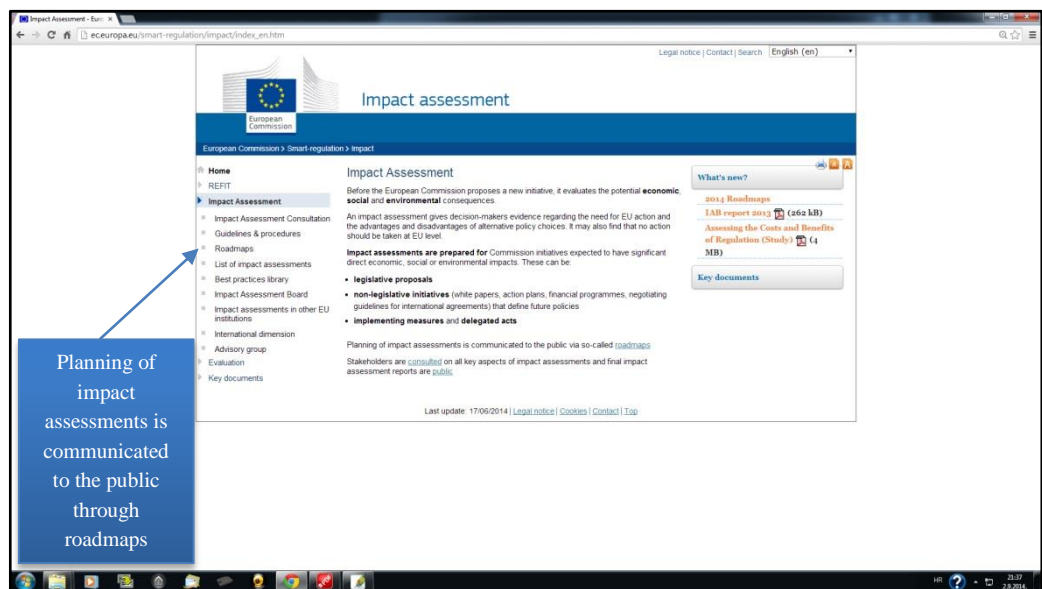 Impact Assessment - Euro
ec.europa.eu/smart-regulation/impact/index_en.htm
Legal notice | Contact | Search English (en)
European
Commission
Impact assessment
European Commission > Smart-regulation > Impact
Home
REFIT
Impact Assessment
Impact Assessment Consultation
Guidelines & procedures
Roadmaps
List of impact assessments
Best practices library
Impact Assessment Board
Impact assessments in other EU
institutions
International dimension
Advisory group
Evaluation
Key documents
Impact Assessment
Before the European Commission proposes a new initiative, it evaluates the potential economic,
social and environmental consequences.
An impact assessment gives decision-makers evidence regarding the need for EU action and
the advantages and disadvantages of alternative policy choices. It may also find that no action
should be taken at EU level.
Impact assessments are prepared for Commission initiatives expected to have significant
direct economic, social or environmental impacts. These can be:
• legislative proposals
• non-legislative initiatives (white papers, action plans, financial programmes, negotiating
guidelines for international agreements) that define future policies
• implementing measures and delegated acts
Planning of impact assessments is communicated to the public via so-called roadmaps
Stakeholders are consulted on all key aspects of impact assessments and final impact
assessment reports are public
What's new?
2014 Roadmaps
IAB report 2013 (262 kB)
Assessing the Costs and Benefits
of Regulation (Study) (4
MB)
Key documents
Last update: 17/06/2014 | Legal notice | Cookies | Contact | Top
Planning of
impact
assessments is
communicated
to the public
through
roadmaps
HR
21:37
2.9.2014.